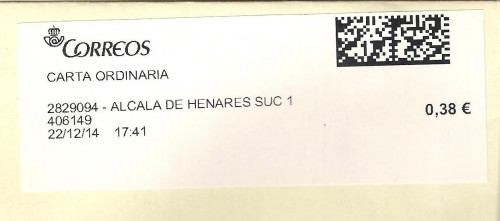 CORREOS
CARTA ORDINARIA
2829094 - ALCALA DE HENARES SUC 1
406149
0,38 €
22/12/14 17:41